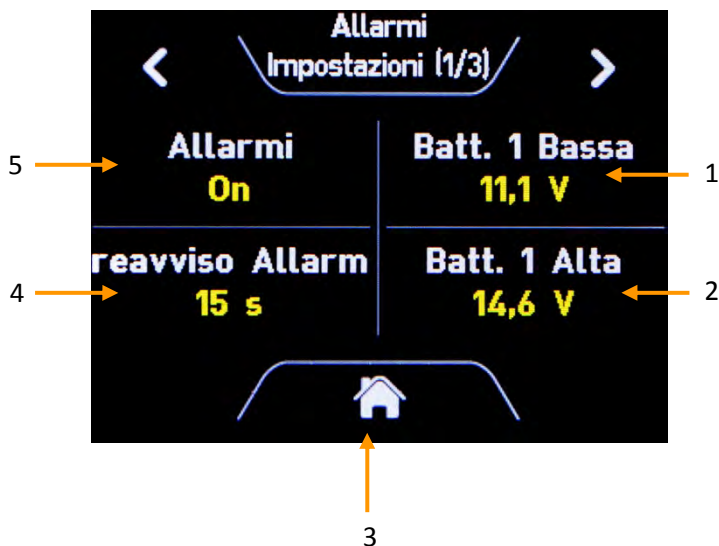 Allarmi
Impostazioni (1/3)
5
Allarmi
On
Batt. 1 Bassa
11,1 V
1
4
reavviso Allarm
15 s
Batt. 1 Alta
14,6 V
2
3